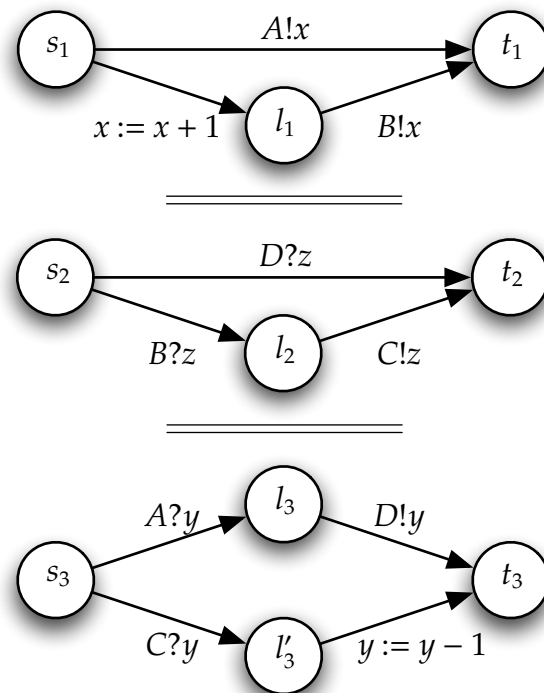 A!x
s₁ t₁
x := x + 1 l₁ B!x
D?z
s₂ t₂
B?z l₂ C!z
l₃
A?y D!y
s₃ t₃
C?y l′₃ y := y − 1